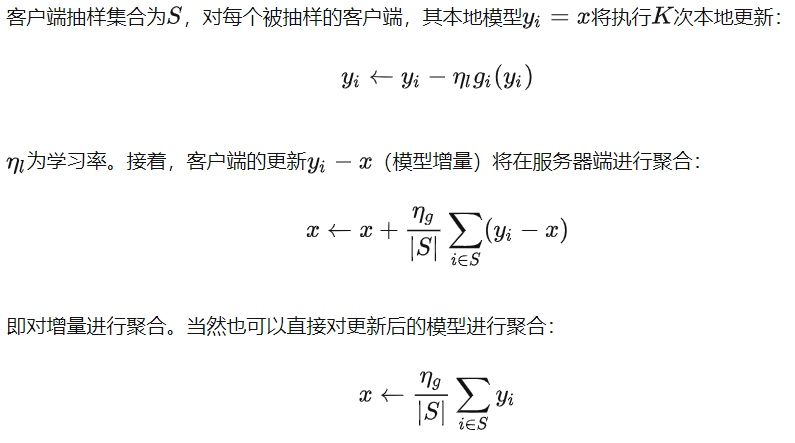 客户端抽样集合为$S$，对每个被抽样的客户端，其本地模型$y_i = x$将执行$K$次本地更新：
$$y_i \leftarrow y_i - \eta_l g_i(y_i)$$
$\eta_l$为学习率。接着，客户端的更新$y_i - x$（模型增量）将在服务器端进行聚合：
$$x \leftarrow x + \frac{\eta_g}{|S|} \sum_{i \in S} (y_i - x)$$
即对增量进行聚合。当然也可以直接对更新后的模型进行聚合：
$$x \leftarrow \frac{\eta_g}{|S|} \sum_{i \in S} y_i$$